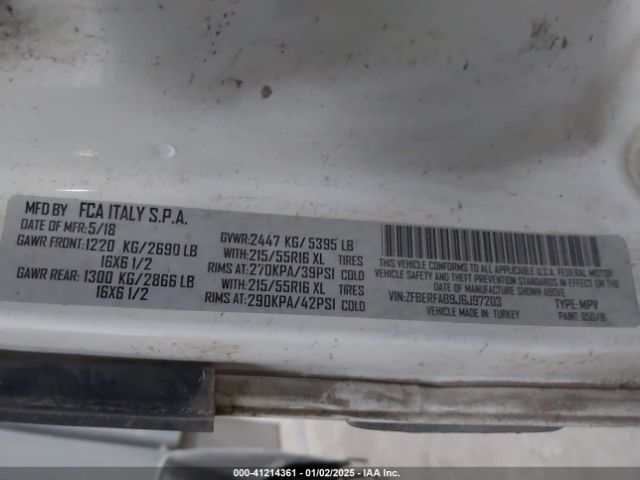 MFD BY FCA ITALY S.P.A.
DATE OF MFR: 5/18
GAWR FRONT: 1220 KG/2690 LB
16X6 1/2
GAWR REAR: 1300 KG/2866 LB
16X6 1/2
GVWR: 2447 KG/ 5395 LB
WITH: 215/55R16 XL TIRES
RIMS AT: 270KPA/39PSI COLD
WITH: 215/55R16 XL TIRES
RIMS AT: 290KPA/42PSI COLD
THIS VEHICLE CONFORMS TO ALL APPLICABLE U.S.A. FEDERAL MOTOR
VEHICLE SAFETY AND THEFT PREVENTION STANDARDS IN EFFECT ON THE
DATE OF MANUFACTURE SHOWN ABOVE.
VIN: ZFBERFAB9J6J97203 TYPE: MPV
VEHICLE MADE IN: TURKEY PAINT:
000-41214361 - 01/02/2025 - IAA Inc.